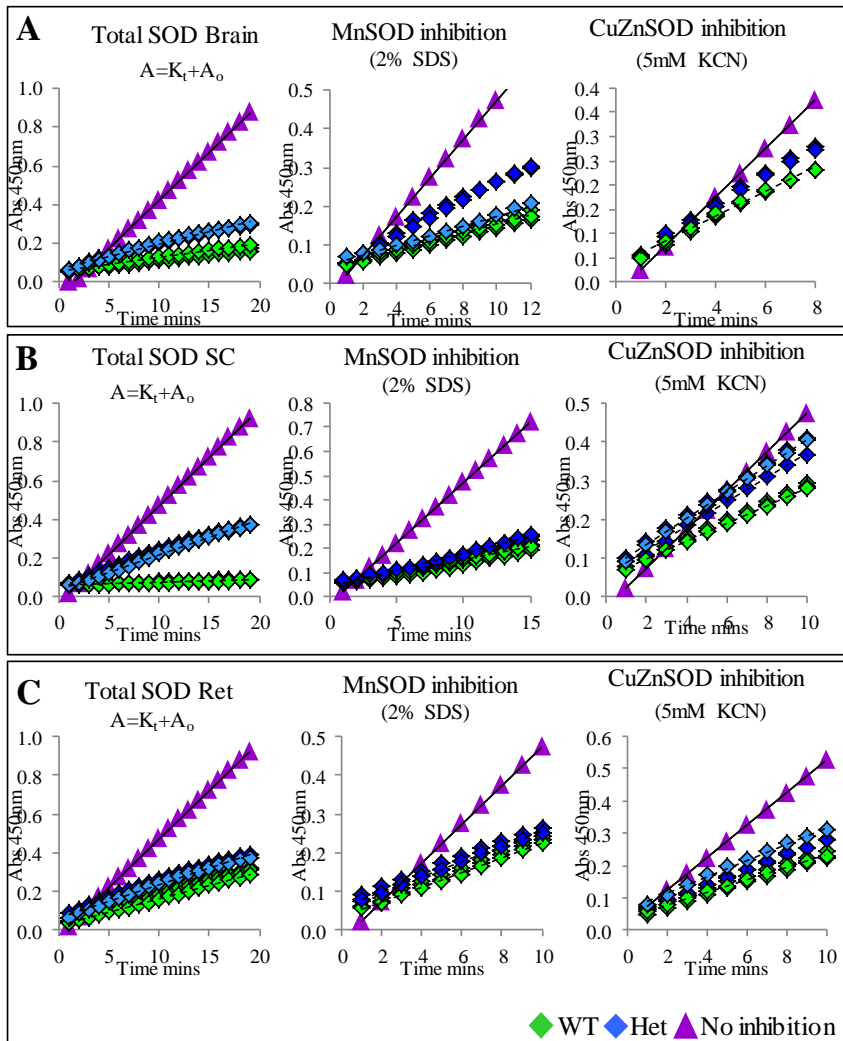 A
Total SOD Brain
A=Kt+Ao
Abs 450nm
1.0
0.8
0.6
0.4
0.2
0.0
0 5 10 15 20
Time mins
MnSOD inhibition
(2% SDS)
Abs 450nm
0.5
0.4
0.3
0.2
0.1
0.0
0 2 4 6 8 10 12
Time mins
CuZnSOD inhibition
(5mM KCN)
Abs 450nm
0.4
0.4
0.3
0.3
0.2
0.2
0.1
0.1
0.0
0 2 4 6 8
Time mins
B
Total SOD SC
A=Kt+Ao
Abs 450nm
1.0
0.8
0.6
0.4
0.2
0.0
0 5 10 15 20
Time mins
MnSOD inhibition
(2% SDS)
Abs 450nm
0.8
0.7
0.6
0.5
0.4
0.3
0.2
0.1
0.0
0 5 10 15
Time mins
CuZnSOD inhibition
(5mM KCN)
Abs 450nm
0.5
0.4
0.3
0.2
0.1
0.0
0 2 4 6 8 10
Time mins
C
Total SOD Ret
A=Kt+Ao
Abs 450nm
1.0
0.8
0.6
0.4
0.2
0.0
0 5 10 15 20
Time mins
MnSOD inhibition
(2% SDS)
Abs 450nm
0.5
0.4
0.3
0.2
0.1
0.0
0 2 4 6 8 10
Time mins
CuZnSOD inhibition
(5mM KCN)
Abs 450nm
0.6
0.5
0.4
0.3
0.2
0.1
0.0
0 2 4 6 8 10
Time mins
WT Het No inhibition